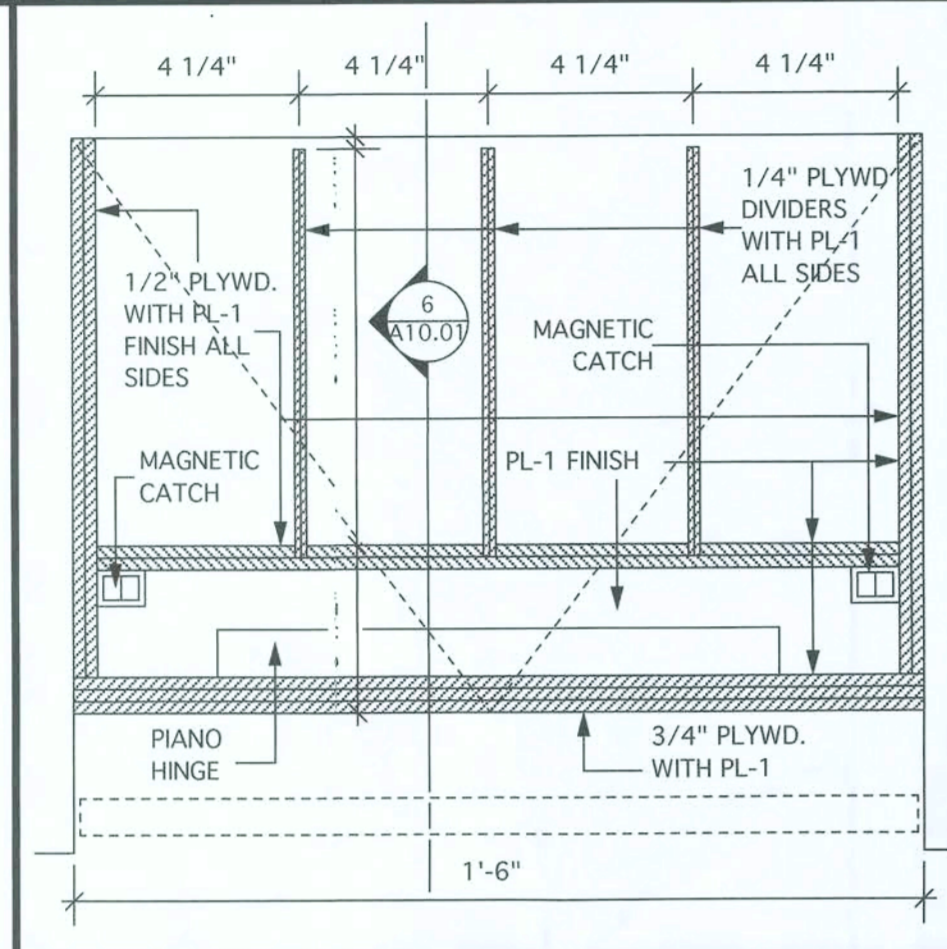 4 1/4"
4 1/4"
4 1/4"
4 1/4"
1/4" PLYWD
DIVIDERS
WITH PL-1
ALL SIDES
1/2" PLYWD.
WITH PL-1
FINISH ALL
SIDES
6
A10.01
MAGNETIC
CATCH
MAGNETIC
CATCH
PL-1 FINISH
PIANO
HINGE
3/4" PLYWD.
WITH PL-1
1'-6"